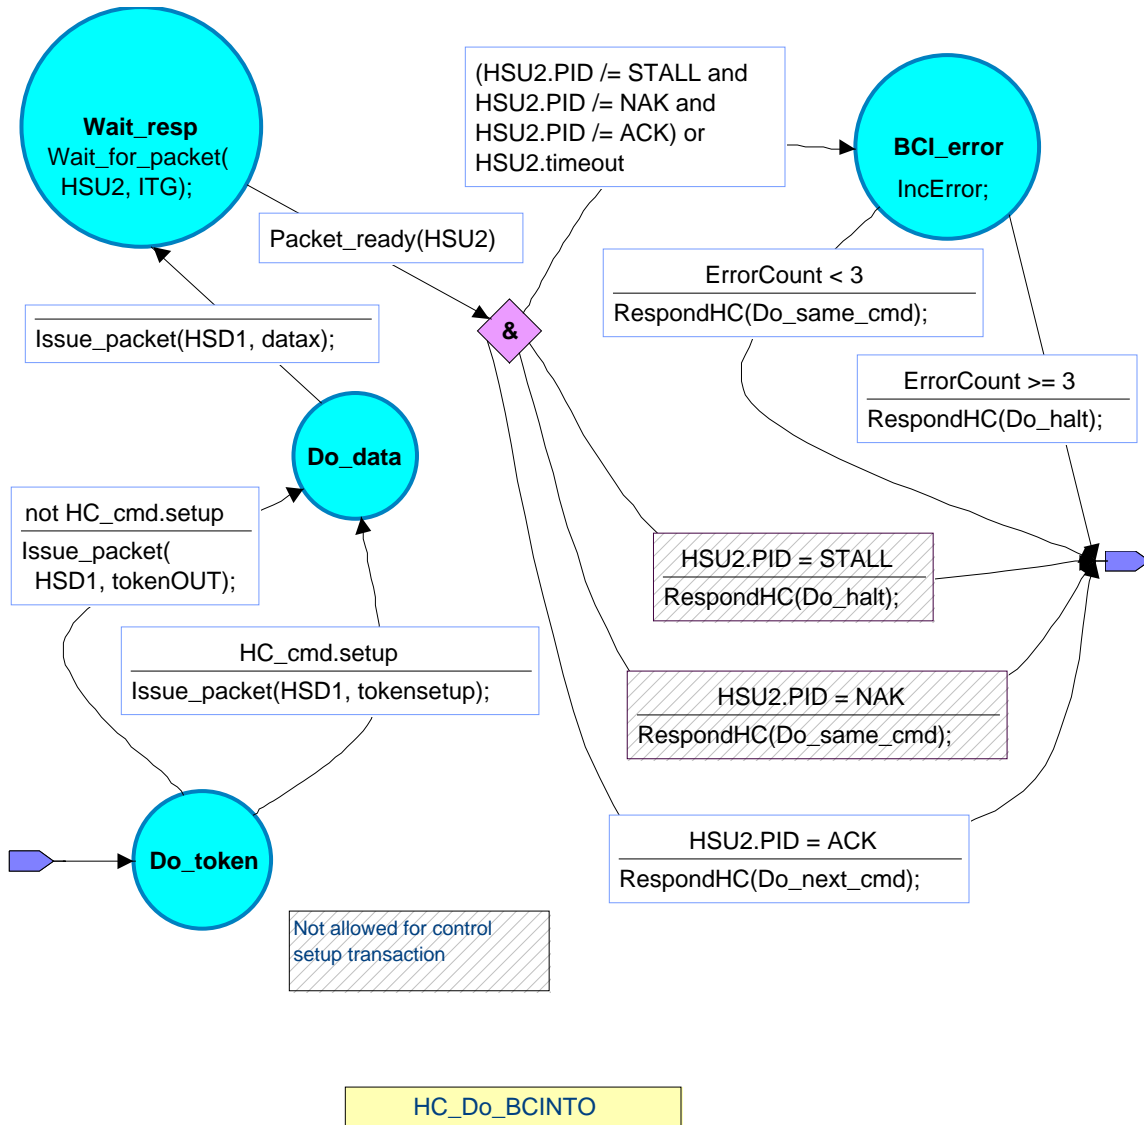 (HSU2.PID /= STALL and
HSU2.PID /= NAK and
HSU2.PID /= ACK) or
HSU2.timeout
Wait_resp
Wait_for_packet(
HSU2, ITG);
BCI_error
IncError;
Packet_ready(HSU2)
ErrorCount < 3
RespondHC(Do_same_cmd);
&
Issue_packet(HSD1, datax);
ErrorCount >= 3
RespondHC(Do_halt);
Do_data
not HC_cmd.setup
Issue_packet(
HSD1, tokenOUT);
HSU2.PID = STALL
RespondHC(Do_halt);
HC_cmd.setup
Issue_packet(HSD1, tokensetup);
HSU2.PID = NAK
RespondHC(Do_same_cmd);
HSU2.PID = ACK
RespondHC(Do_next_cmd);
Do_token
Not allowed for control
setup transaction
HC_Do_BCINTO